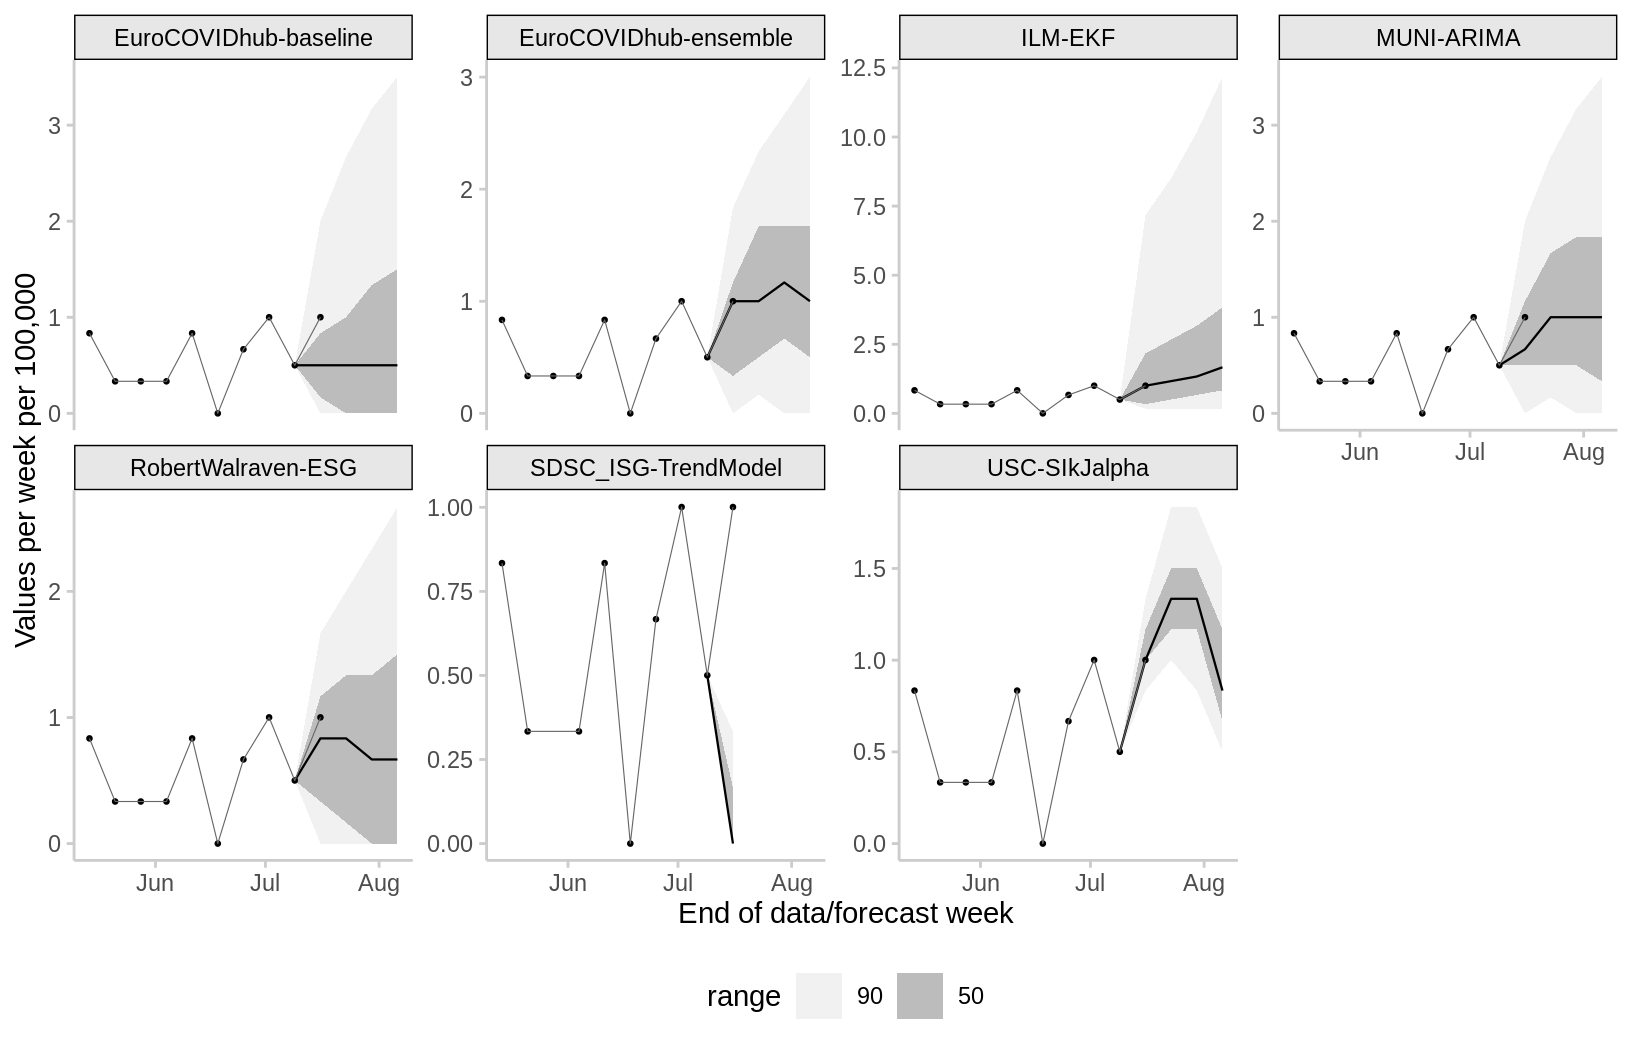 EuroCOVIDhub-baseline
EuroCOVIDhub-ensemble
ILM-EKF
MUNI-ARIMA
3
2
1
0
3
2
1
0
12.5
10.0
7.5
5.0
2.5
0.0
3
2
1
0
Jun Jul Aug
Values per week per 100,000
RobertWalraven-ESG
SDSC_ISG-TrendModel
USC-SIkJalpha
2
1
0
Jun Jul Aug
1.00
0.75
0.50
0.25
0.00
Jun Jul Aug
1.5
1.0
0.5
0.0
Jun Jul Aug
End of data/forecast week
range 90 50